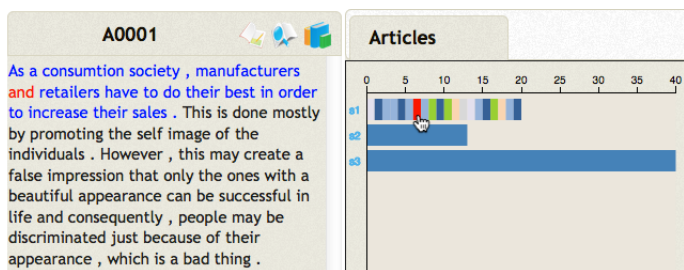 A0001
As a consumtion society , manufacturers
and retailers have to do their best in order
to increase their sales . This is done mostly
by promoting the self image of the
individuals . However , this may create a
false impression that only the ones with a
beautiful appearance can be successful in
life and consequently , people may be
discriminated just because of their
appearance , which is a bad thing .
Articles
0 5 10 15 20 25 30 35 40
s1
s2
s3